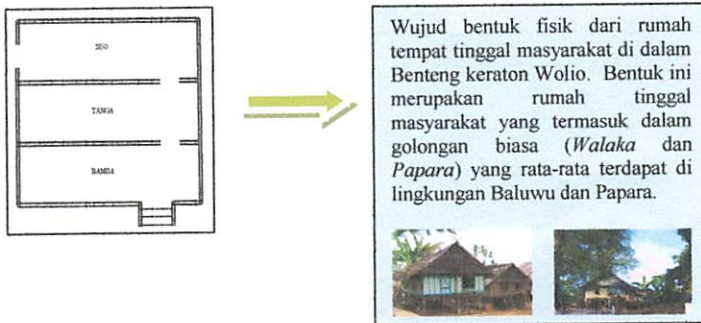 SUO
TANGA
BAMBA
Wujud bentuk fisik dari rumah
tempat tinggal masyarakat di dalam
Benteng keraton Wolio. Bentuk ini
merupakan rumah tinggal
masyarakat yang termasuk dalam
golongan biasa (Walaka dan
Papara) yang rata-rata terdapat di
lingkungan Baluwu dan Papara.